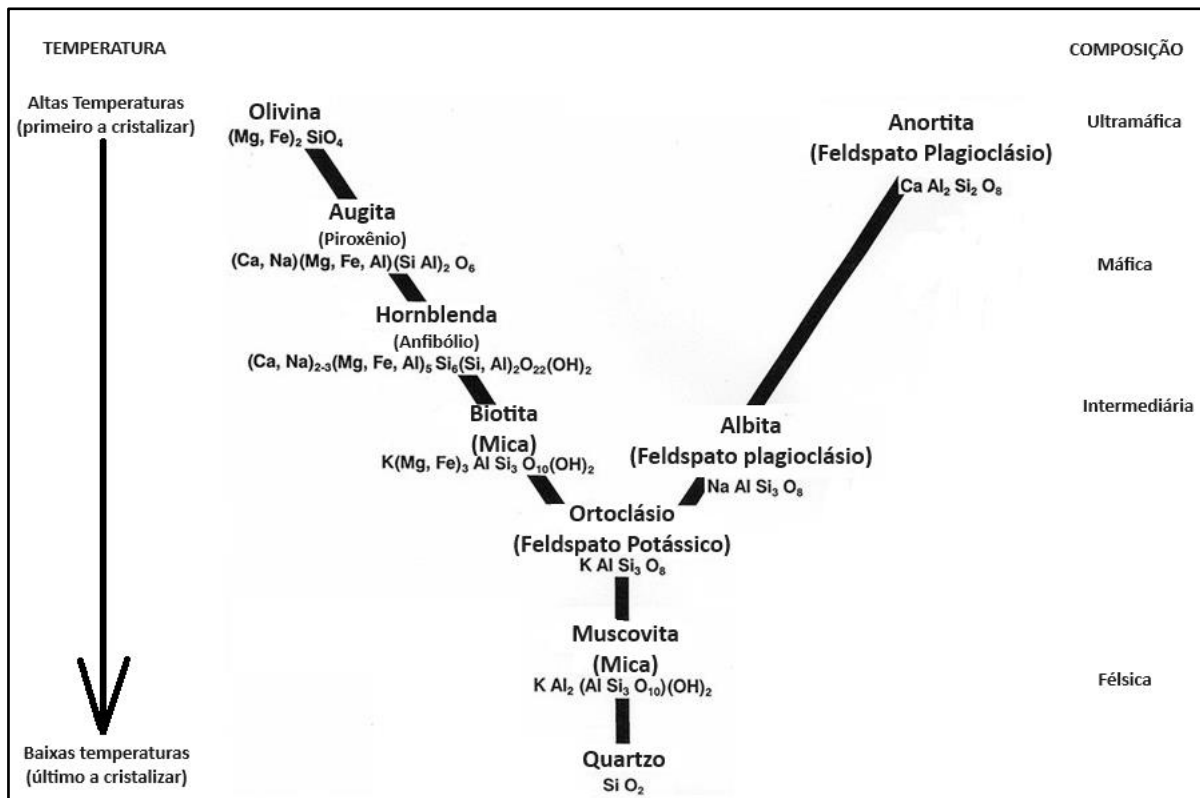 TEMPERATURA
COMPOSIÇÃO
Altas Temperaturas
(primeiro a cristalizar)
Olivina
(Mg, Fe)₂ SiO₄
Anortita
(Feldspato Plagioclásio)
Ca Al₂ Si₂ O₈
Ultramáfica
Augita
(Piroxênio)
(Ca, Na)(Mg, Fe, Al)(Si Al)₂ O₆
Máfica
Hornblenda
(Anfibólio)
(Ca, Na)₂₋₃(Mg, Fe, Al)₅ Si₆(Si, Al)₂O₂₂(OH)₂
Intermediária
Biotita
(Mica)
K(Mg, Fe)₃ Al Si₃ O₁₀(OH)₂
Albita
(Feldspato plagioclásio)
Na Al Si₃ O₈
Ortoclásio
(Feldspato Potássico)
K Al Si₃ O₈
Muscovita
(Mica)
K Al₂ (Al Si₃ O₁₀)(OH)₂
Félsica
Quartzo
Si O₂
Baixas temperaturas
(último a cristalizar)